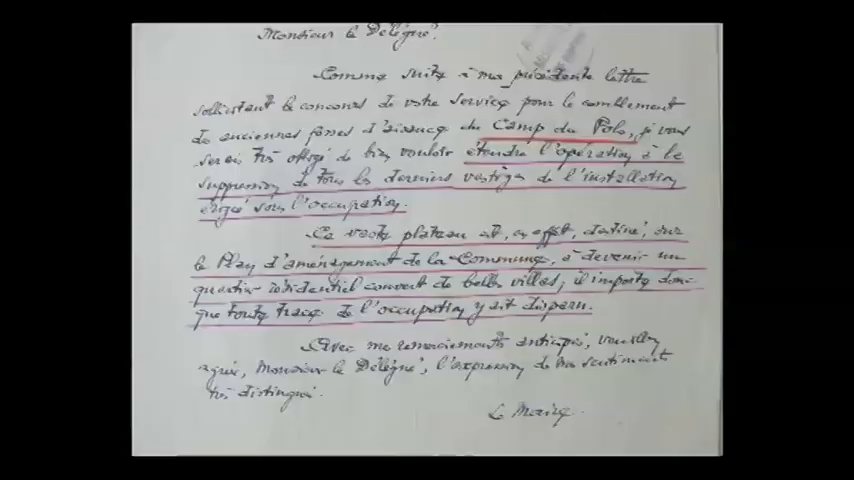 Monsieur le Délégué.
Comme suite à ma précédente lettre
sollicitant le concours de votre service pour le comblement
des anciennes fosses d'aisance du Camp du Polo, je vous
serais très obligé de bien vouloir étendre l'opération à la
suppression de tous les derniers vestiges de l'installation
érigée sous l'occupation.
Ce vaste plateau est, en effet, destiné, sur
le Plan d'aménagement de la Commune, à devenir un
quartier résidentiel couvert de belles villas; il importe donc
que toute trace de l'occupation y ait disparu.
Avec mes remerciements anticipés, veuillez
agréer, Monsieur le Délégué, l'expression de mes sentiments
très distingués.
Le Maire